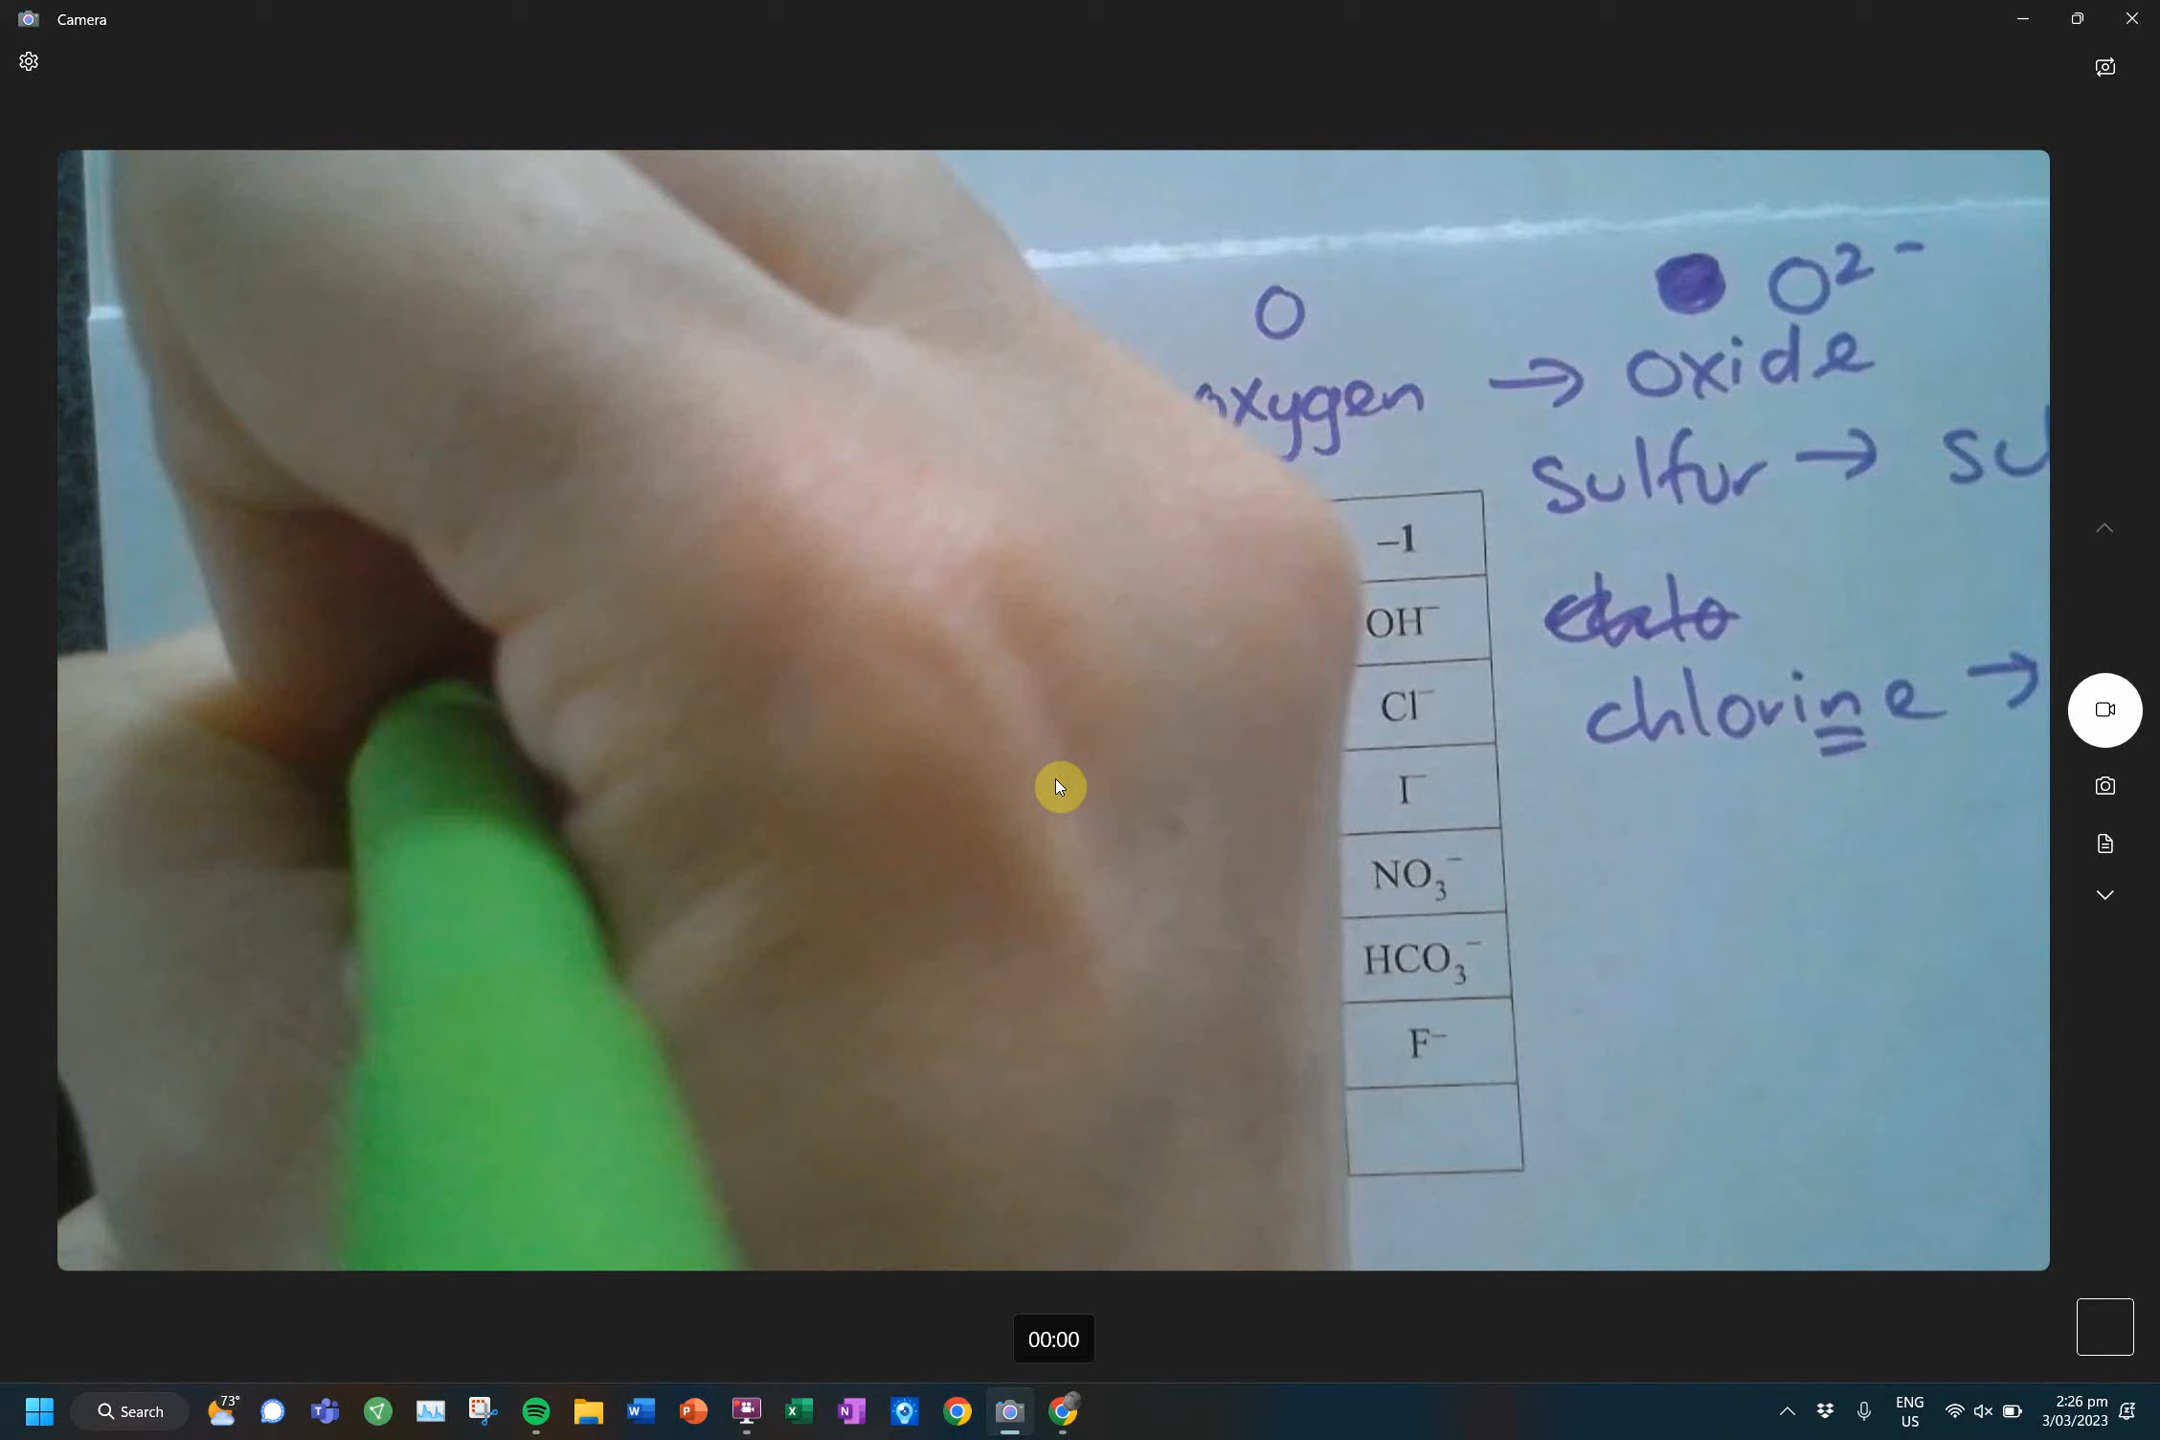 Camera
O
O²⁻
oxygen → oxide
sulfur →
–1
OH⁻
Cl⁻
chlorine →
I⁻
NO₃⁻
HCO₃⁻
F⁻
00:00
Search
73°
ENG
US
2:26 pm
3/03/2023